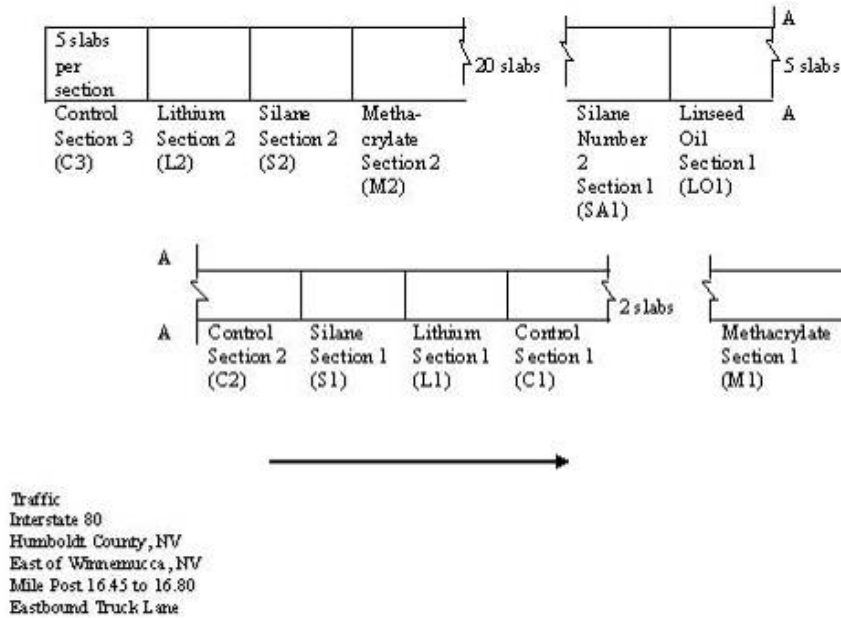 A
5 slabs
per
section
20 slabs
5 slabs
Control
Section 3
(C3)
Lithium
Section 2
(L2)
Silane
Section 2
(S2)
Metha-
crylate
Section 2
(M2)
Silane
Number
2
Section 1
(SA1)
Linseed
Oil
Section 1
(LO1)
A
A
A
2 slabs
Control
Section 2
(C2)
Silane
Section 1
(S1)
Lithium
Section 1
(L1)
Control
Section 1
(C1)
Methacrylate
Section 1
(M1)
Traffic
Interstate 80
Humboldt County, NV
East of Winnemucca, NV
Mile Post 16.45 to 16.80
Eastbound Truck Lane